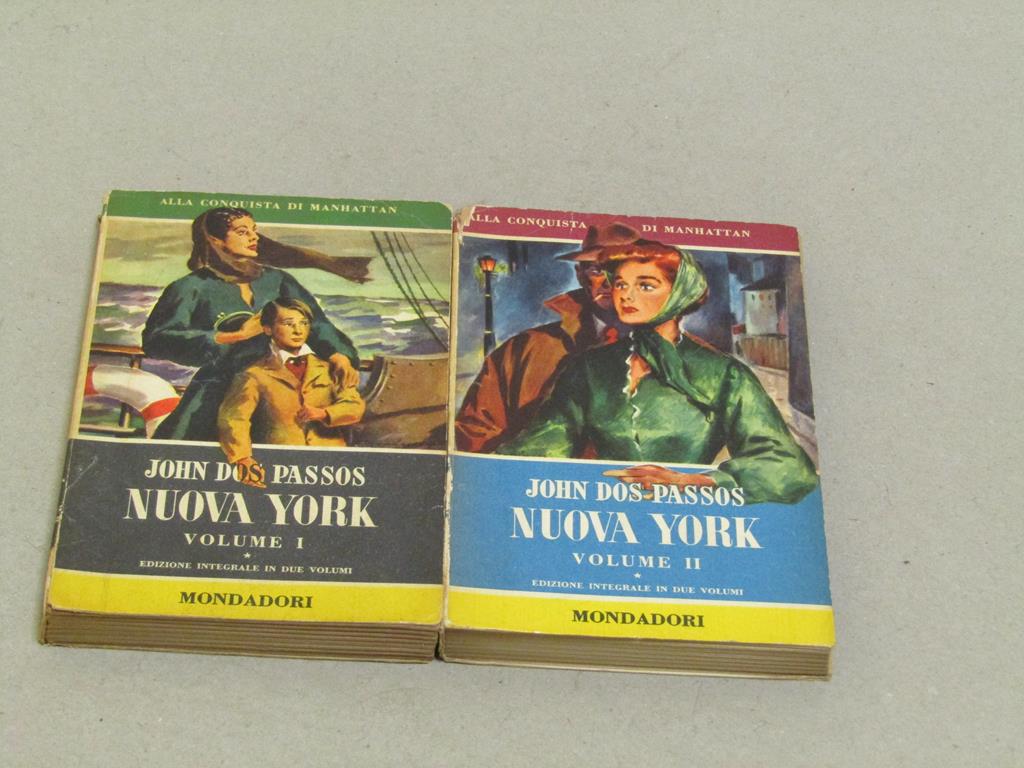 ALLA CONQUISTA DI MANHATTAN
JOHN DOS PASSOS
NUOVA YORK
VOLUME I
EDIZIONE INTEGRALE IN DUE VOLUMI
MONDADORI
ALLA CONQUISTA DI MANHATTAN
JOHN DOS PASSOS
NUOVA YORK
VOLUME II
EDIZIONE INTEGRALE IN DUE VOLUMI
MONDADORI